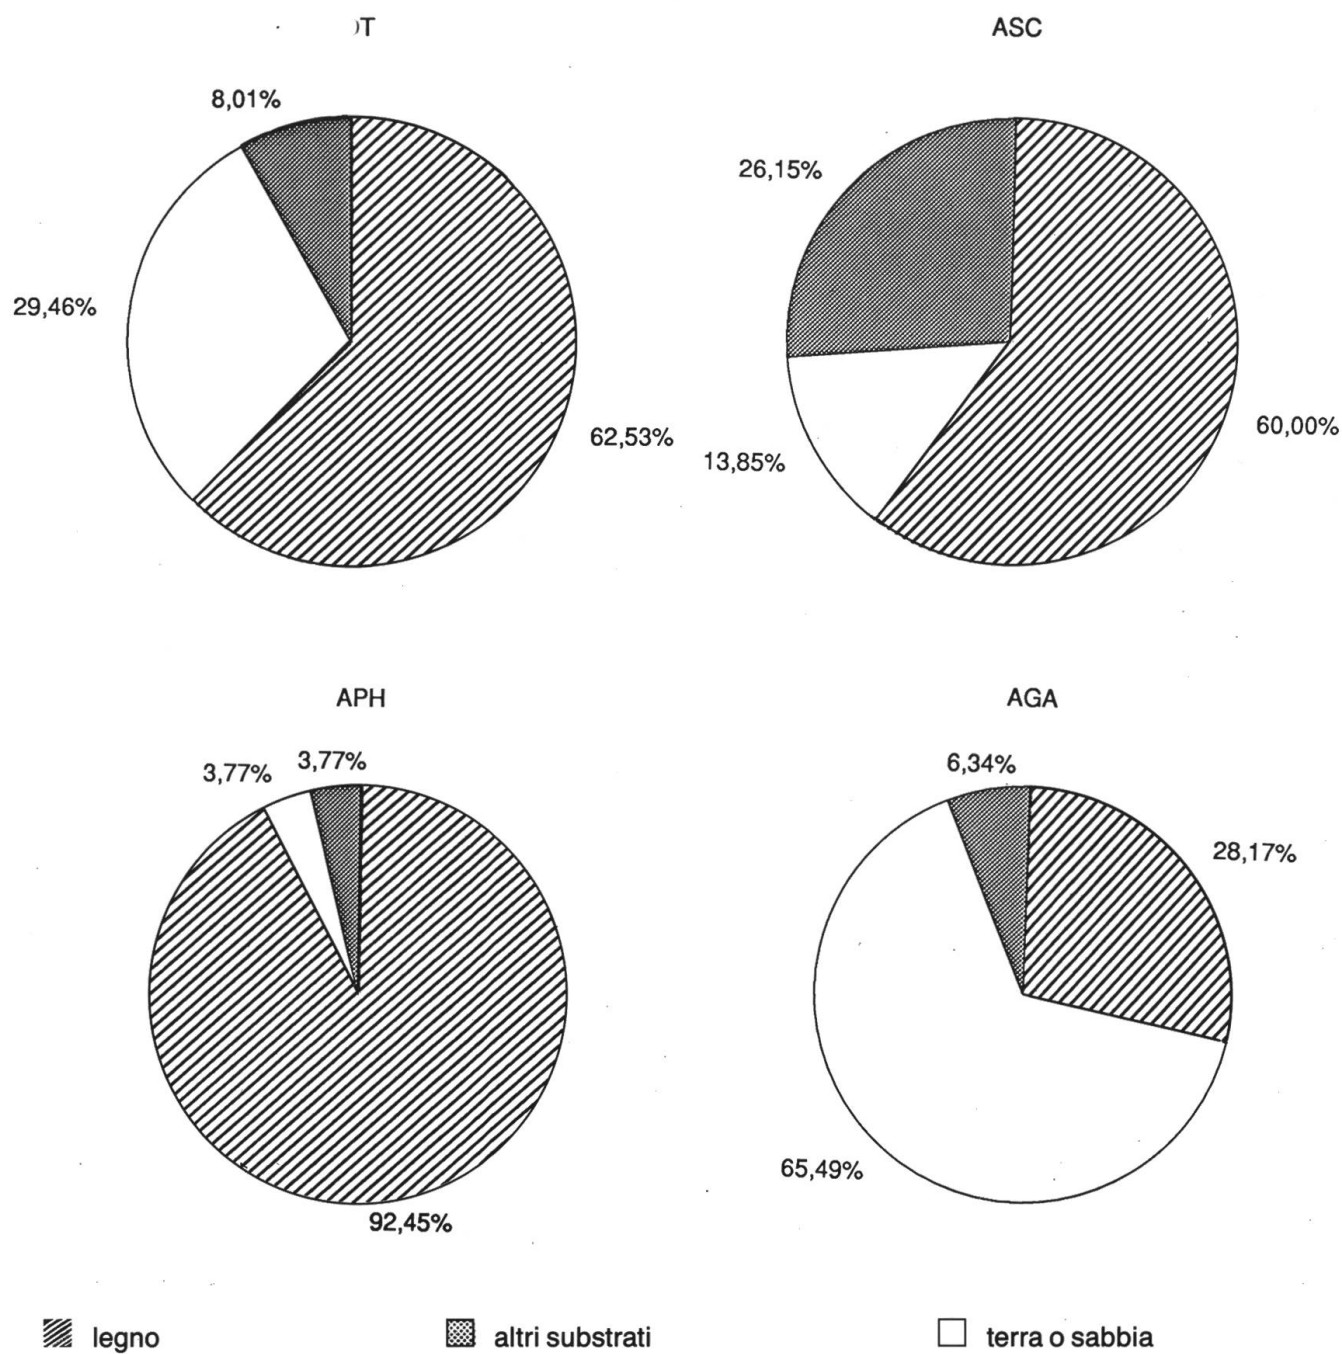 ASC
8,01%
26,15%
29,46%
62,53%
60,00%
13,85%
APH
AGA
3,77%
3,77%
6,34%
28,17%
65,49%
92,45%
legno
altri substrati
terra o sabbia